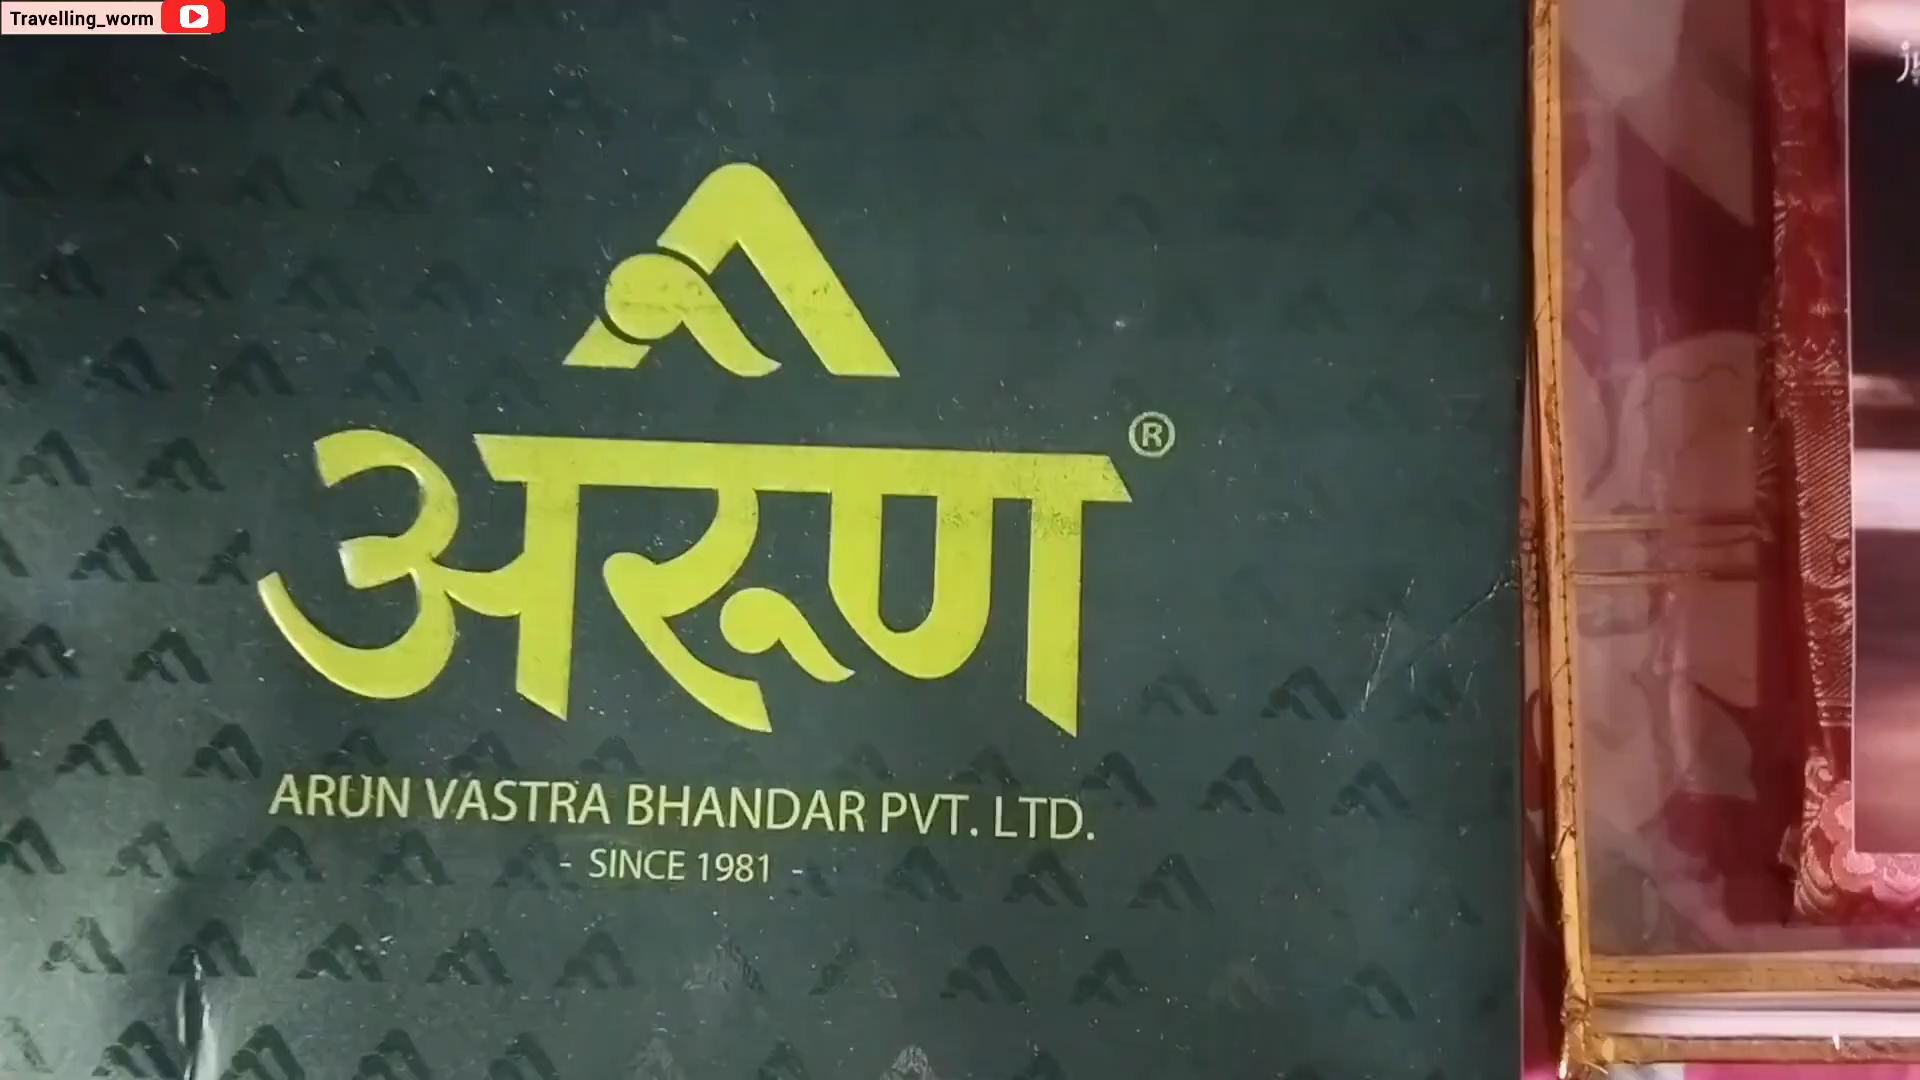 Travelling_worm
अरूण
®
ARUN VASTRA BHANDAR PVT. LTD.
- SINCE 1981 -